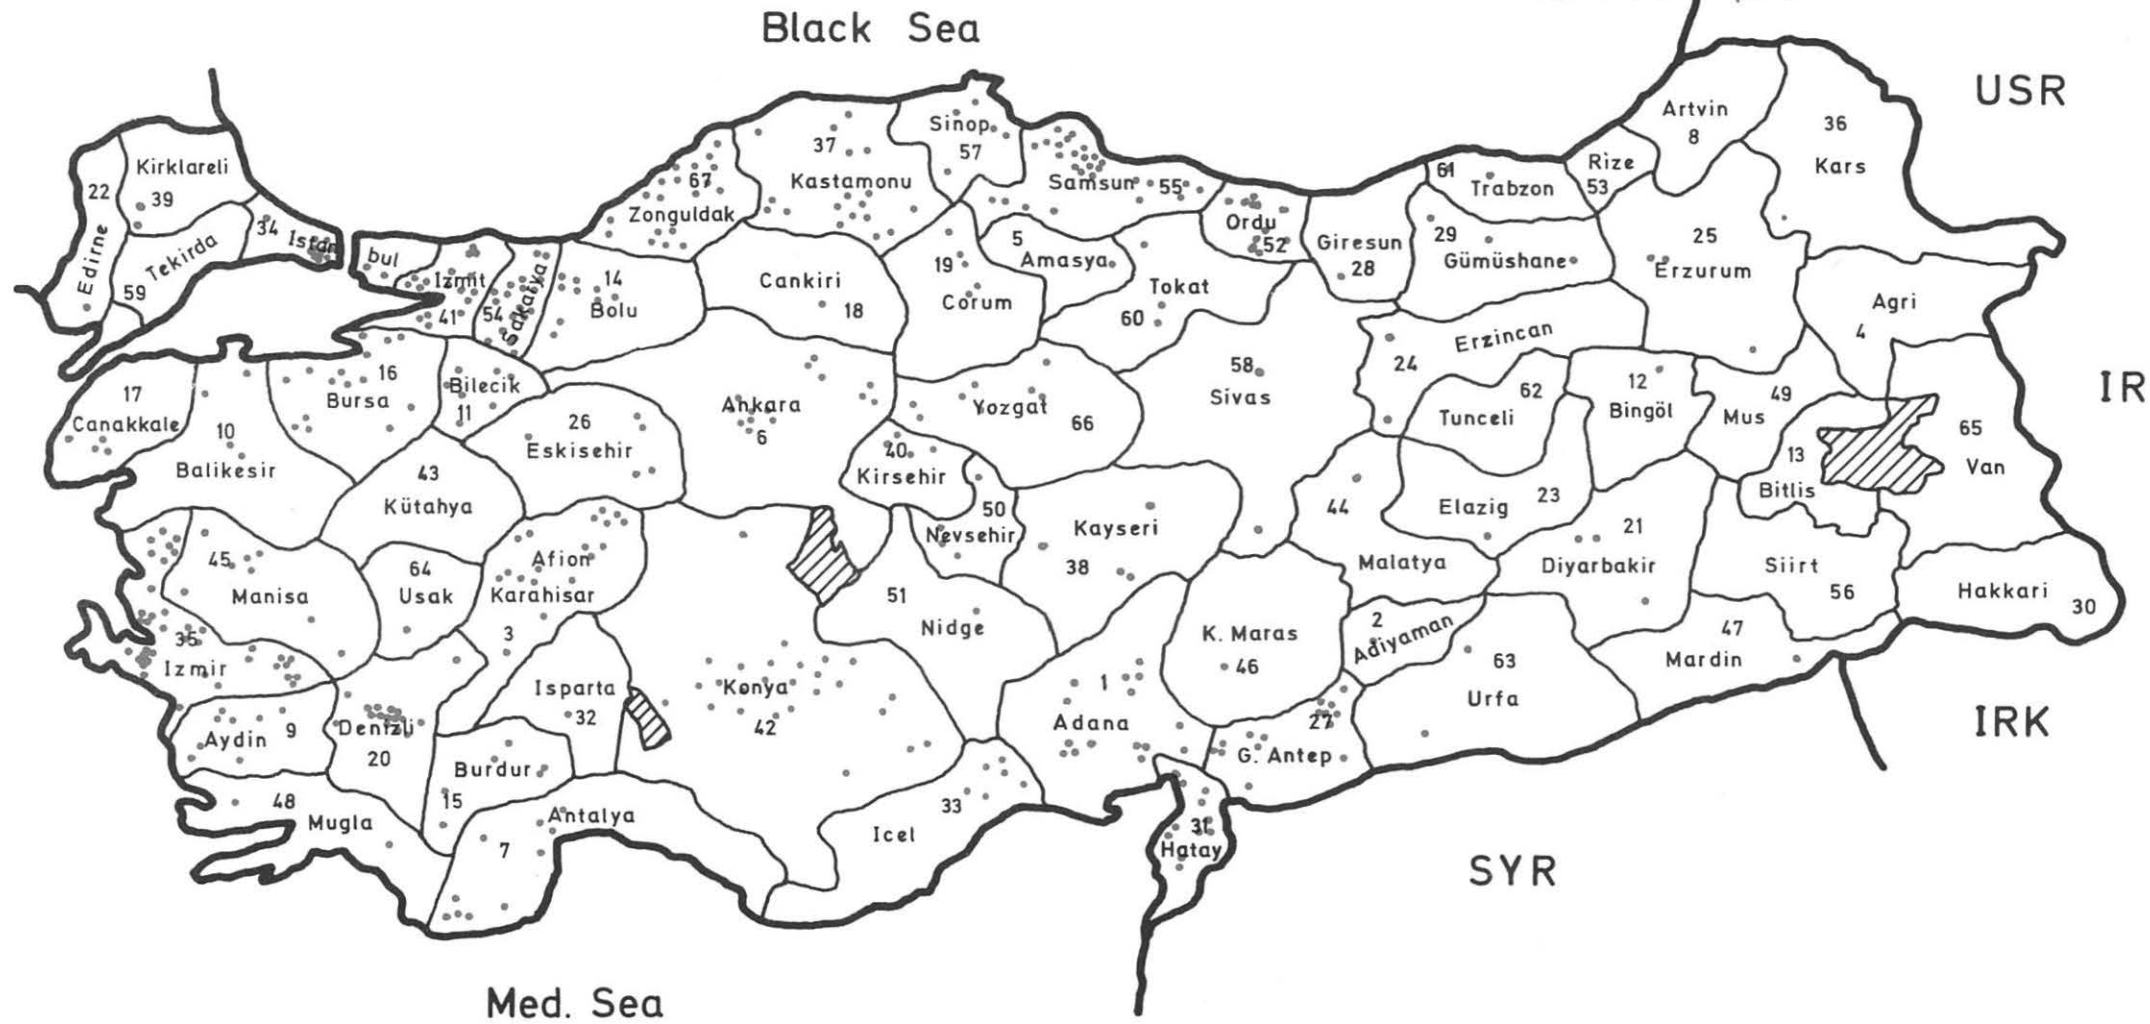 Black Sea
USR
Artvin
8
36
Kars
Sinop
57
37
Kastamonu
67
Zonguldak
Samsun 55
61
Trabzon
Rize
53
Kirklareli
39
22
Edirne
34 Istan
bul
Tekirda
59
Izmit
41
54
Sakarya
14
Bolu
Cankiri
18
19
Corum
5
Amasya
Tokat
60
Ordu
52
Giresun
28
29
Gümüshane
25
Erzurum
Agri
4
IR
17
Canakkale
10
Balikesir
16
Bursa
Bilecik
11
26
Eskisehir
Ahkara
6
Yozgat
66
58
Sivas
24
Erzincan
62
Tunceli
12
Bingöl
49
Mus
13
Bitlis
65
Van
43
Kütahya
40
Kirsehir
50
Nevsehir
Kayseri
38
44
Malatya
Elazig
23
21
Diyarbakir
Siirt
56
Hakkari
30
45
Manisa
64
Usak
Afion
Karahisar
3
51
Nidge
K. Maras
46
2
Adiyaman
63
Urfa
47
Mardin
IRK
35
Izmir
Aydin 9
Denizli
20
Isparta
32
Konya
42
1
Adana
27
G. Antep
48
Mugla
Burdur
15
Antalya
7
33
Icel
31
Hatay
SYR
Med. Sea